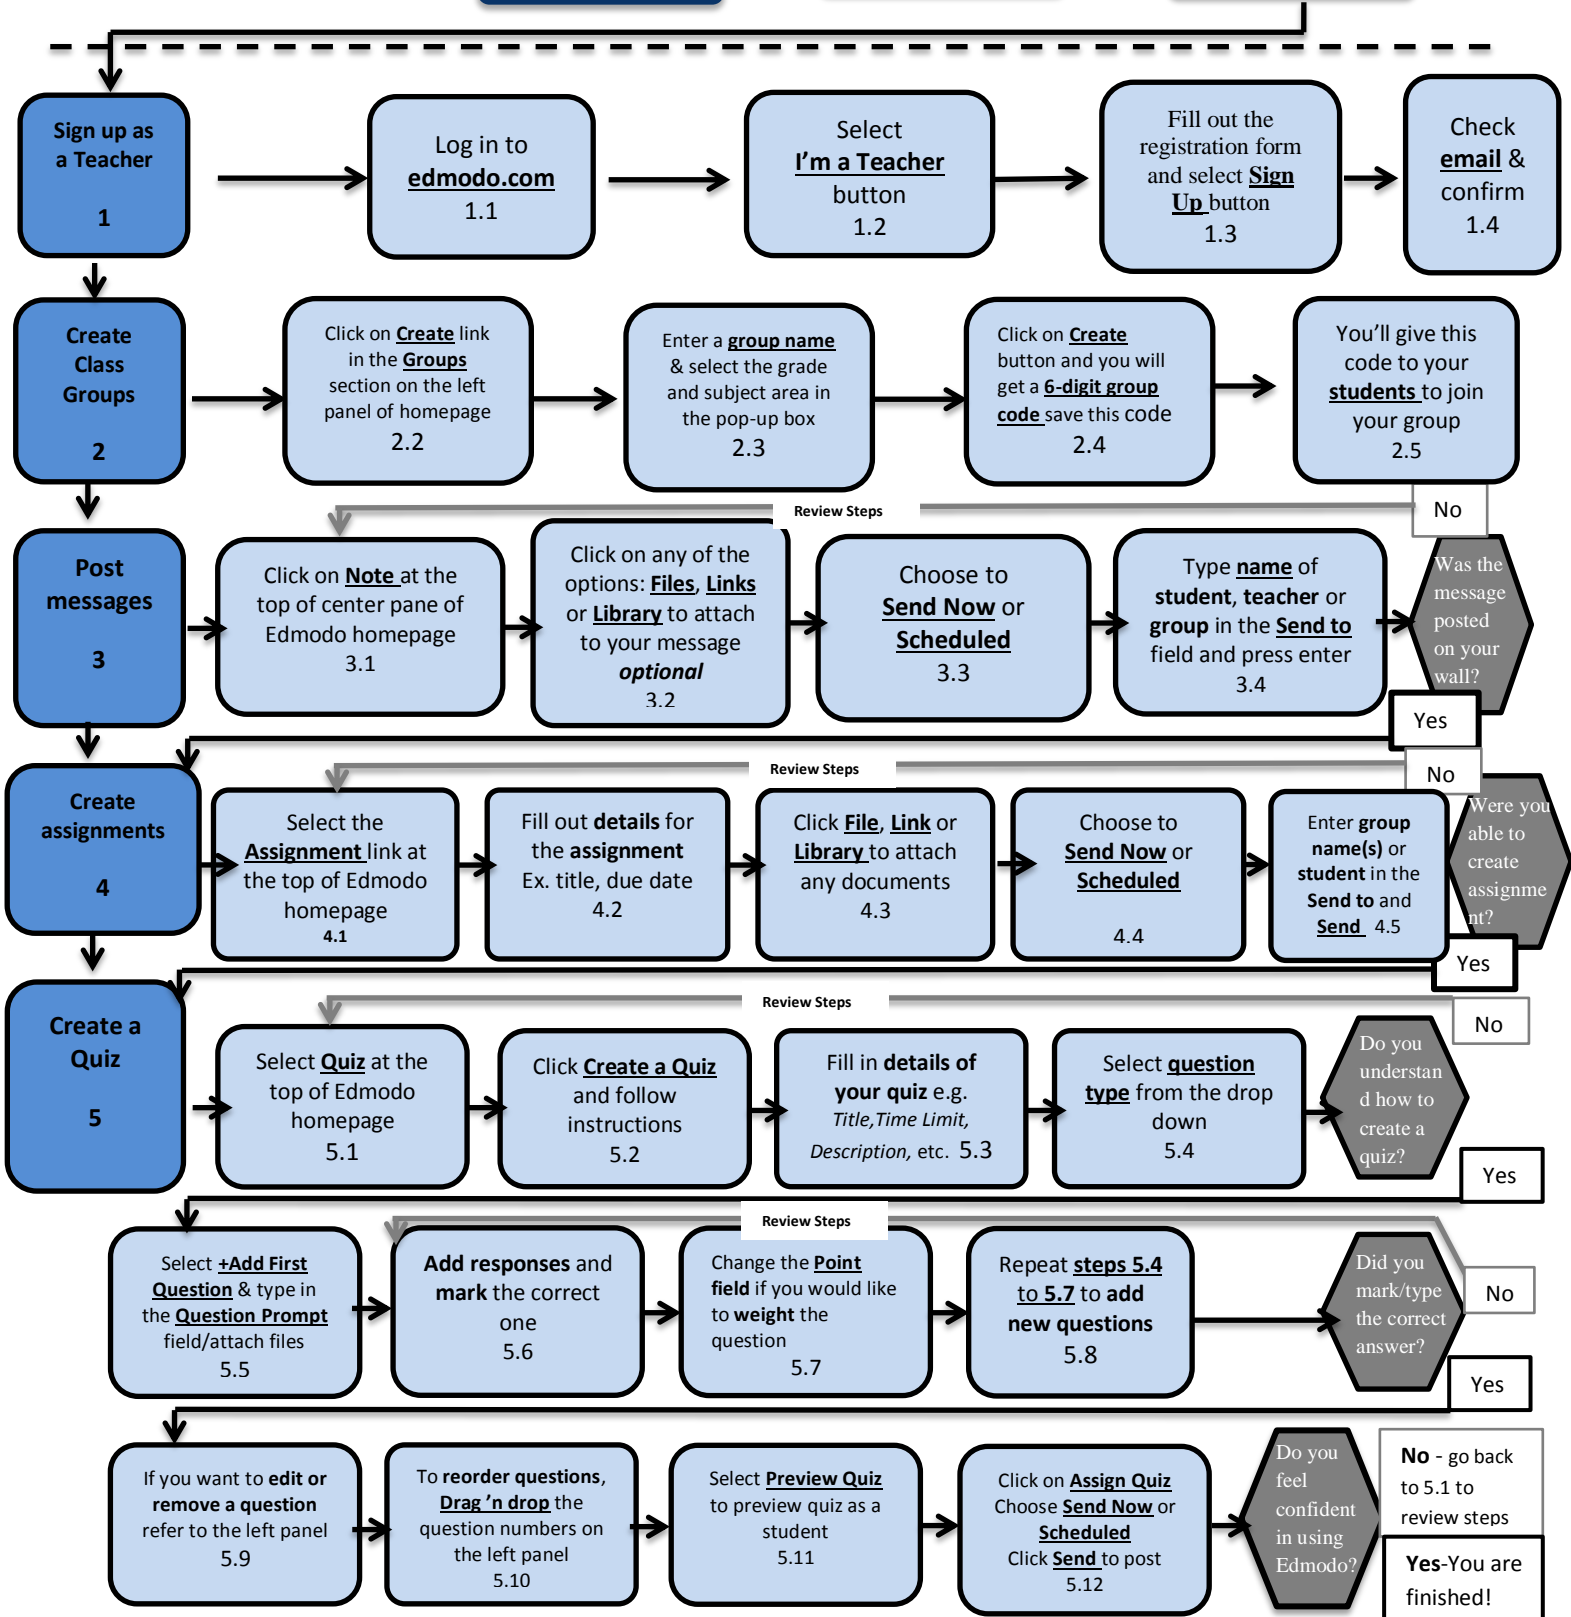 Sign up as
a Teacher
1
Log in to
edmodo.com
1.1
Select
I'm a Teacher
button
1.2
Fill out the
registration form
and select Sign
Up button
1.3
Check
email &
confirm
1.4
Create
Class
Groups
2
Click on Create link
in the Groups
section on the left
panel of homepage
2.2
Enter a group name
& select the grade
and subject area in
the pop-up box
2.3
Click on Create
button and you will
get a 6-digit group
code save this code
2.4
You'll give this
code to your
students to join
your group
2.5
Review Steps
No
Post
messages
3
Click on Note at the
top of center pane of
Edmodo homepage
3.1
Click on any of the
options: Files, Links
or Library to attach
to your message
optional
3.2
Choose to
Send Now or
Scheduled
3.3
Type name of
student, teacher or
group in the Send to
field and press enter
3.4
Was the
message
posted
on your
wall?
Yes
Review Steps
No
Create
assignments
4
Select the
Assignment link at
the top of Edmodo
homepage
4.1
Fill out details for
the assignment
Ex. title, due date
4.2
Click File, Link or
Library to attach
any documents
4.3
Choose to
Send Now or
Scheduled
4.4
Enter group
name(s) or
student in the
Send to and
Send 4.5
Were you
able to
create
assignme
nt?
Yes
Review Steps
No
Create a
Quiz
5
Select Quiz at the
top of Edmodo
homepage
5.1
Click Create a Quiz
and follow
instructions
5.2
Fill in details of
your quiz e.g.
Title,Time Limit,
Description, etc. 5.3
Select question
type from the drop
down
5.4
Do you
understan
d how to
create a
quiz?
Yes
Review Steps
Select +Add First
Question & type in
the Question Prompt
field/attach files
5.5
Add responses and
mark the correct
one
5.6
Change the Point
field if you would like
to weight the
question
5.7
Repeat steps 5.4
to 5.7 to add
new questions
5.8
Did you
mark/type
the correct
answer?
No
Yes
If you want to edit or
remove a question
refer to the left panel
5.9
To reorder questions,
Drag 'n drop the
question numbers on
the left panel
5.10
Select Preview Quiz
to preview quiz as a
student
5.11
Click on Assign Quiz
Choose Send Now or
Scheduled
Click Send to post
5.12
Do you
feel
confident
in using
Edmodo?
No - go back
to 5.1 to
review steps
Yes-You are
finished!